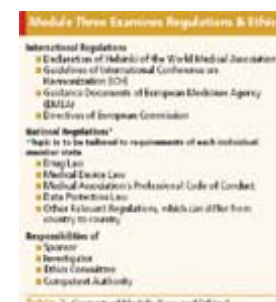 Module Three Examines Regulations & Ethics
International Regulations
Declaration of Helsinki of the World Medical Association
Guidelines of International Conference on
Harmonization (ICH)
Guidance Documents of European Medicines Agency
(EMEA)
Directives of European Commission
National Regulations*
*Topic is to be tailored to requirements of each individual
member state
Drug Law
Medical Device Law
Medical Association's Professional Code of Conduct
Data Protection Law
Other Relevant Regulations, which can differ from
country to country
Responsibilities of
Sponsor
Investigator
Ethics Committee
Competent Authority